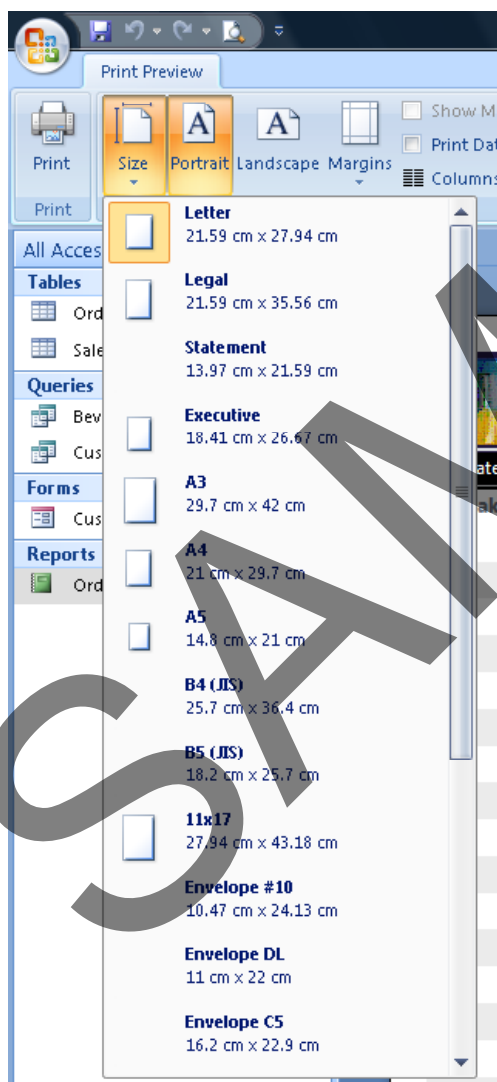 Print Preview
Show M
Print Dat
Columns
Print
Size
Portrait
Landscape
Margins
Print
All Acces
Tables
Ord
Sale
Queries
Bev
Cus
Forms
Cus
Reports
Ord
Letter
21.59 cm x 27.94 cm
Legal
21.59 cm x 35.56 cm
Statement
13.97 cm x 21.59 cm
Executive
18.41 cm x 26.67 cm
A3
29.7 cm x 42 cm
A4
21 cm x 29.7 cm
A5
14.8 cm x 21 cm
B4 (JIS)
25.7 cm x 36.4 cm
B5 (JIS)
18.2 cm x 25.7 cm
11x17
27.94 cm x 43.18 cm
Envelope #10
10.47 cm x 24.13 cm
Envelope DL
11 cm x 22 cm
Envelope C5
16.2 cm x 22.9 cm
ate
ak
SAM